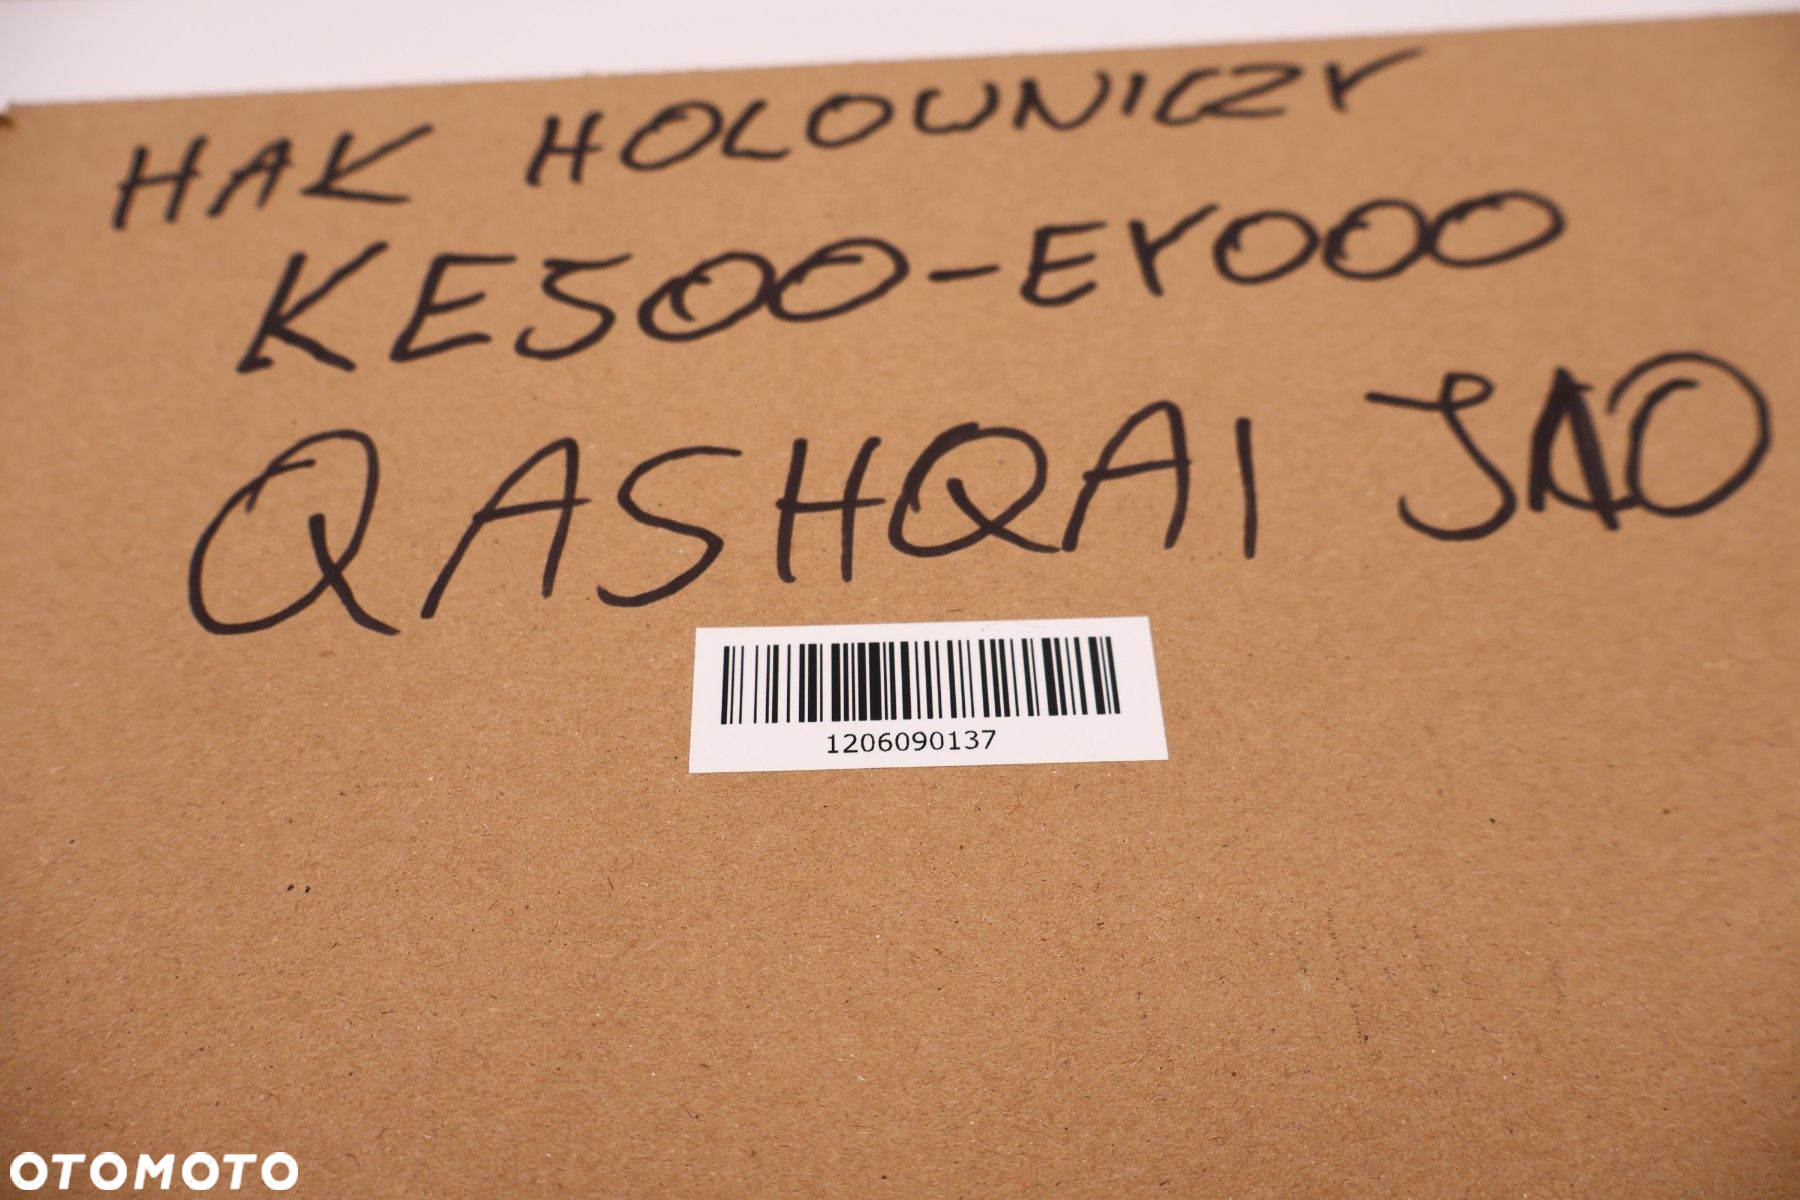 HAK HOLOWNICZY
KE500-EY000
QASHQAI J10
1206090137
OTOMOTO